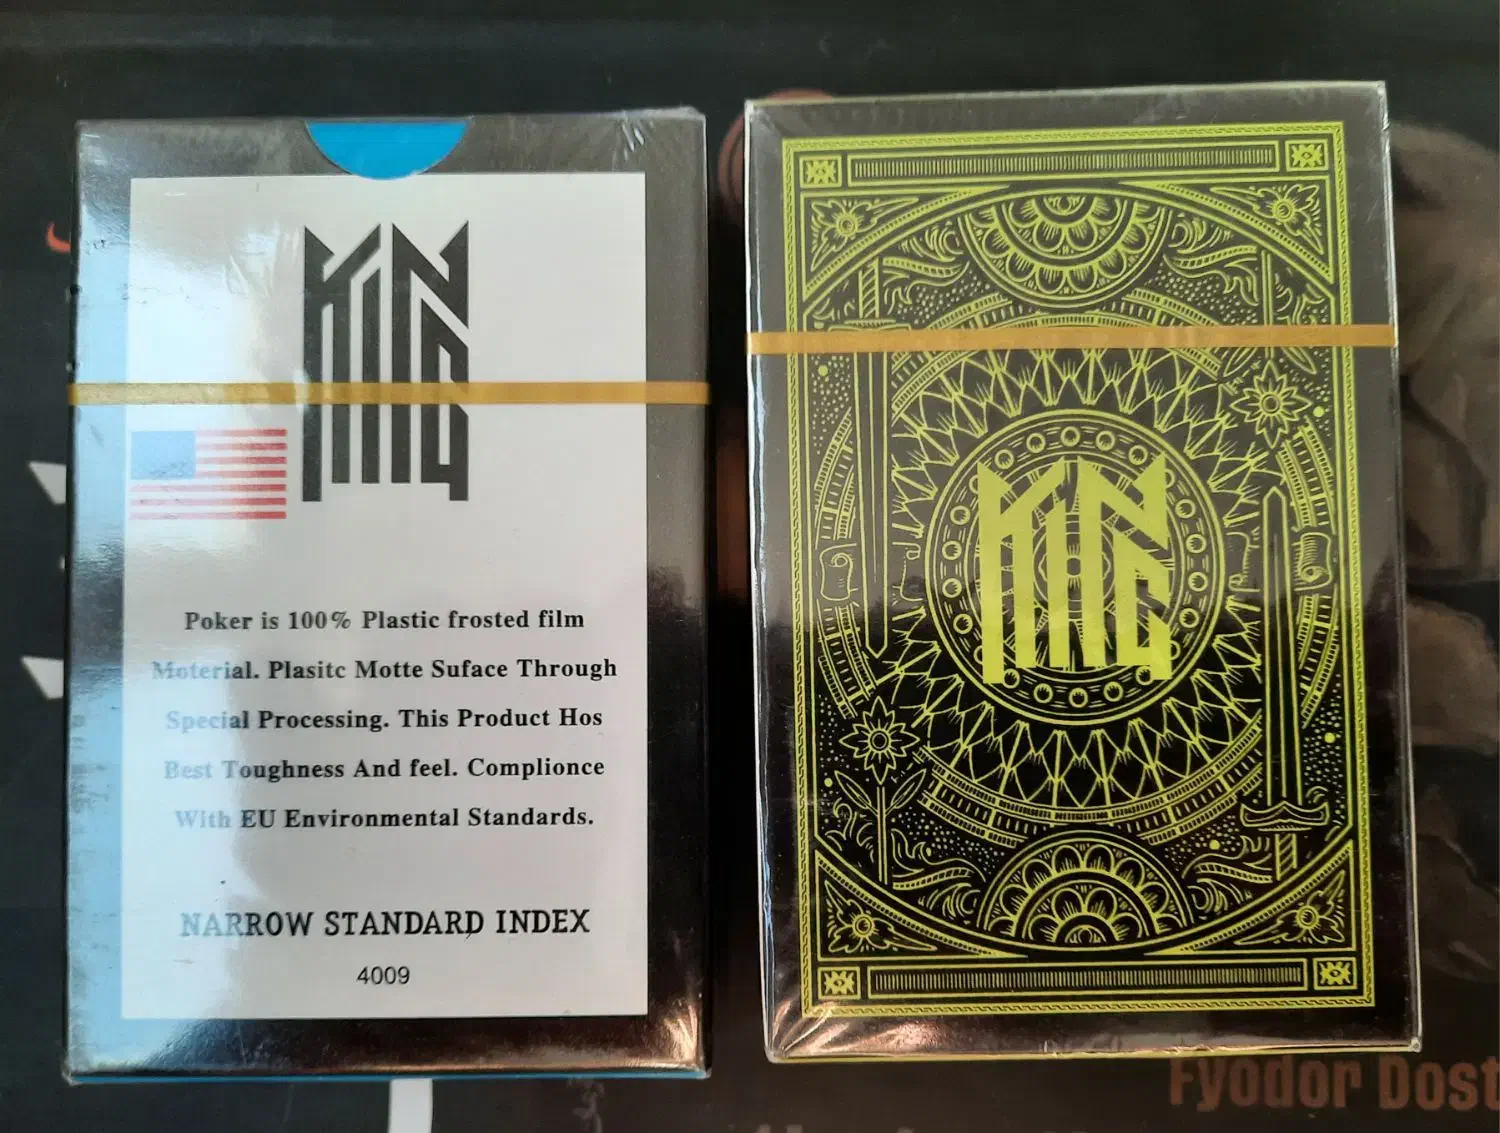 KING
Poker is 100% Plastic frosted film
Moterial. Plasitc Motte Suface Through
Special Processing. This Product Hos
Best Toughness And feel. Complionce
With EU Environmental Standards.
NARROW STANDARD INDEX
4009
KING
Fyodor Dost